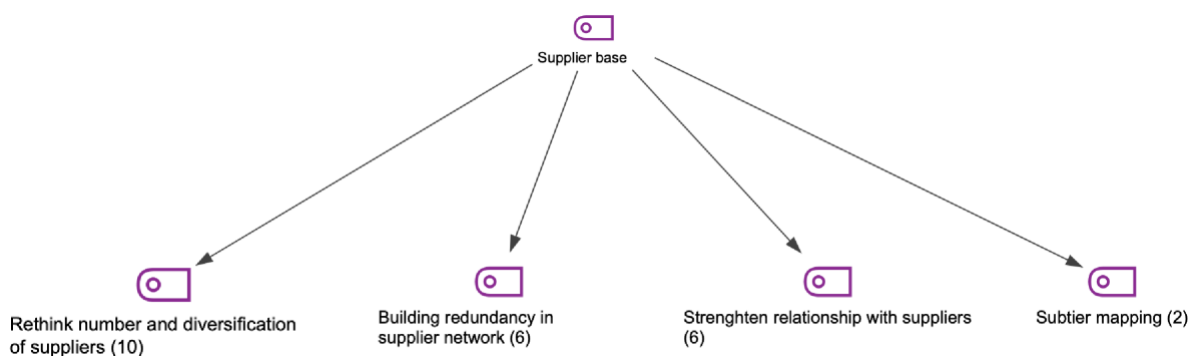 Supplier base
Rethink number and diversification
of suppliers (10)
Building redundancy in
supplier network (6)
Strenghten relationship with suppliers
(6)
Subtier mapping (2)